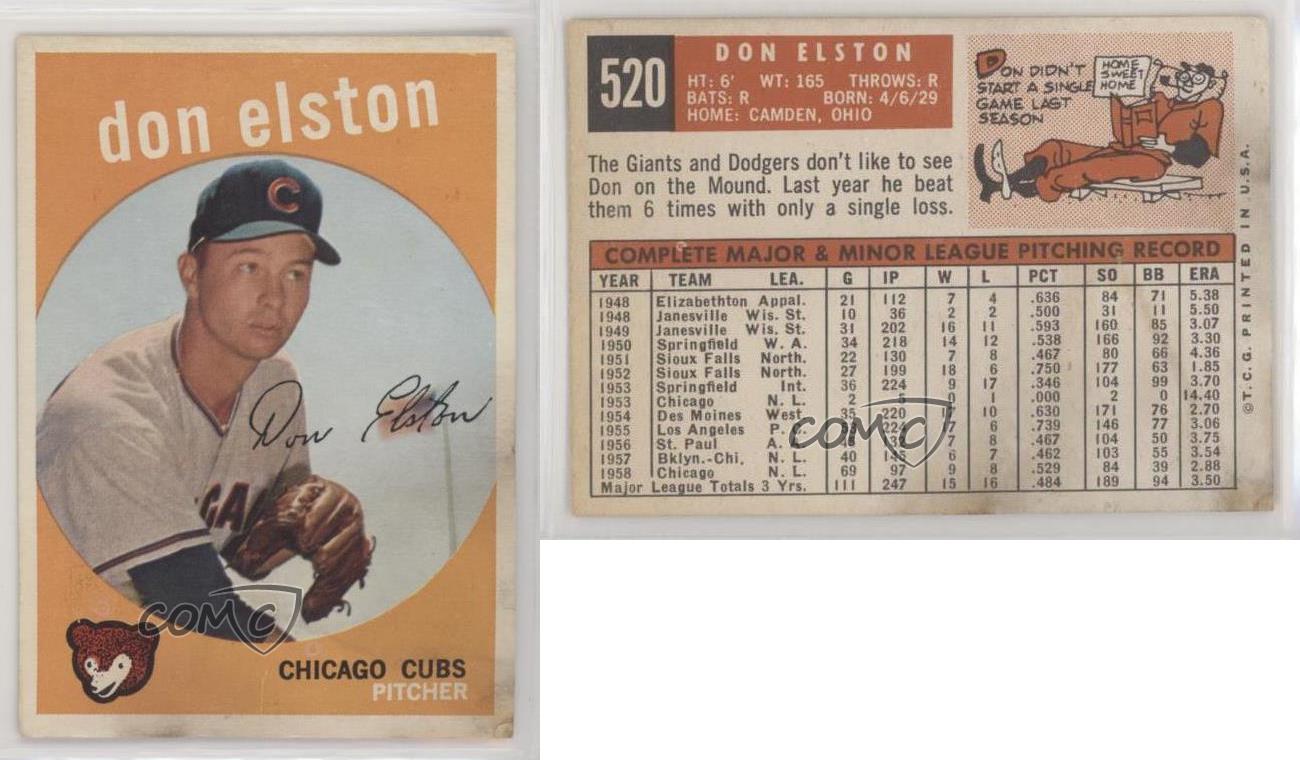 don elston
C
GA
Don Elston
COMC
CHICAGO CUBS
PITCHER
520
DON ELSTON
HT: 6' WT: 165 THROWS: R
BATS: R BORN: 4/6/29
HOME: CAMDEN, OHIO
The Giants and Dodgers don't like to see
Don on the Mound. Last year he beat
them 6 times with only a single loss.
DON DIDN'T
START A SINGLE
GAME LAST
SEASON
HOME
SWEET
HOME
COMPLETE MAJOR & MINOR LEAGUE PITCHING RECORD
YEAR TEAM LEA. G IP W L PCT SO BB ERA
1948 Elizabethton Appal. 21 112 7 4 .636 84 71 5.38
1948 Janesville Wis. St. 10 36 2 2 .500 31 11 5.50
1949 Janesville Wis. St. 31 202 16 11 .593 160 85 3.07
1950 Springfield W. A. 34 218 14 12 .538 166 92 3.30
1951 Sioux Falls North. 22 130 7 8 .467 80 66 4.36
1952 Sioux Falls North. 27 199 18 6 .750 177 63 1.85
1953 Springfield Int. 36 224 9 17 .346 104 99 3.70
1953 Chicago N. L. 2 5 0 1 .000 2 0 14.40
1954 Des Moines West. 35 220 17 10 .630 171 76 2.70
1955 Los Angeles P. C. 224 17 6 .739 146 77 3.06
1956 St. Paul A. 132 7 8 .467 104 50 3.75
1957 Bklyn.-Chi. N. L. 40 145 6 7 .462 103 55 3.54
1958 Chicago N. L. 69 97 9 8 .529 84 39 2.88
Major League Totals 3 Yrs. 111 247 15 16 .484 189 94 3.50
COMC
© T. C. G. PRINTED IN U. S. A.